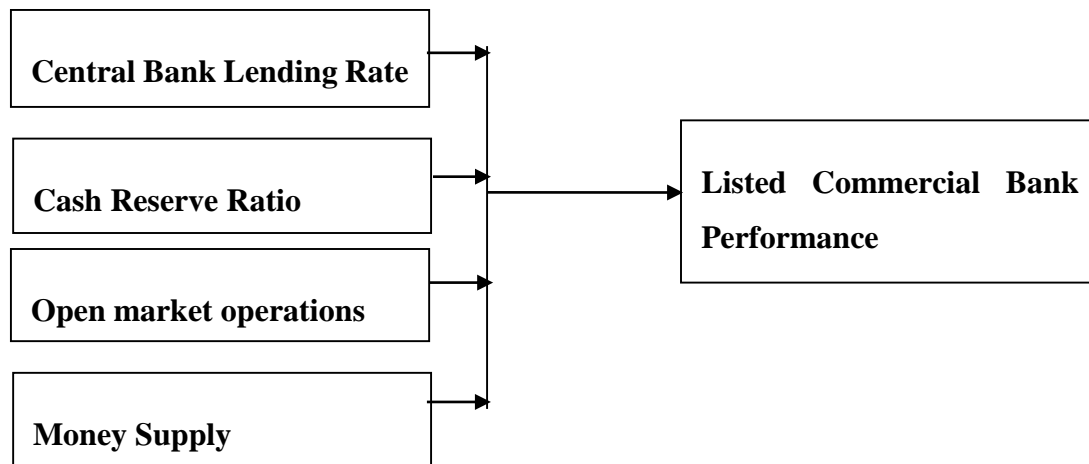 Central Bank Lending Rate
Cash Reserve Ratio
Open market operations
Money Supply
Listed Commercial Bank
Performance